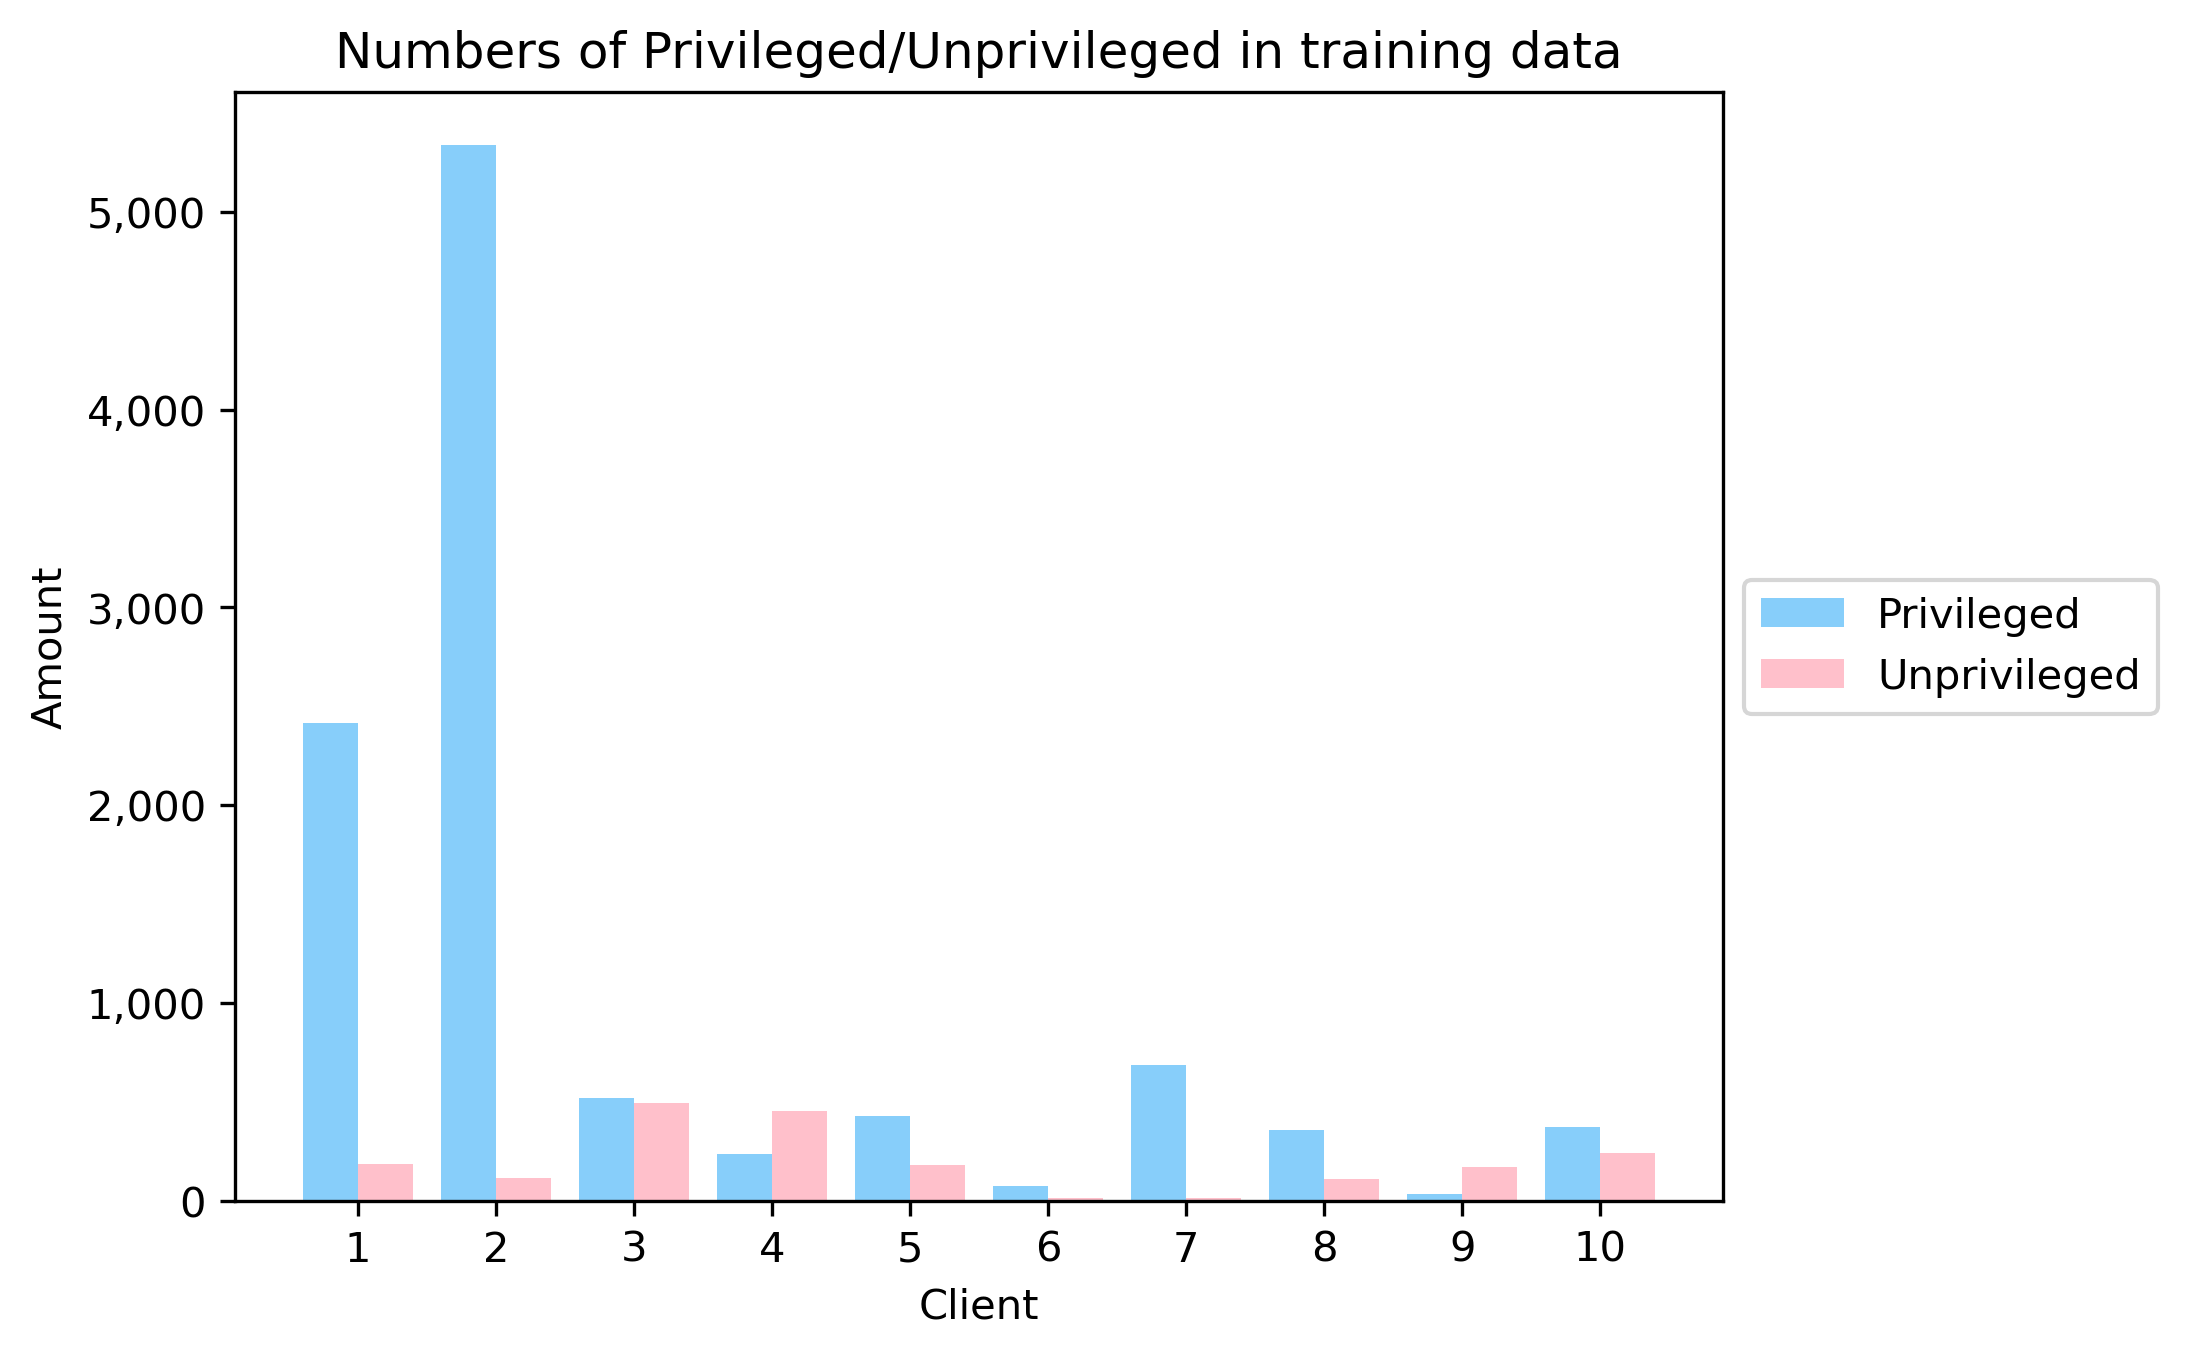 Numbers of Privileged/Unprivileged in training data
5,000
4,000
3,000
2,000
1,000
0
Amount
1 2 3 4 5 6 7 8 9 10
Client
Privileged
Unprivileged